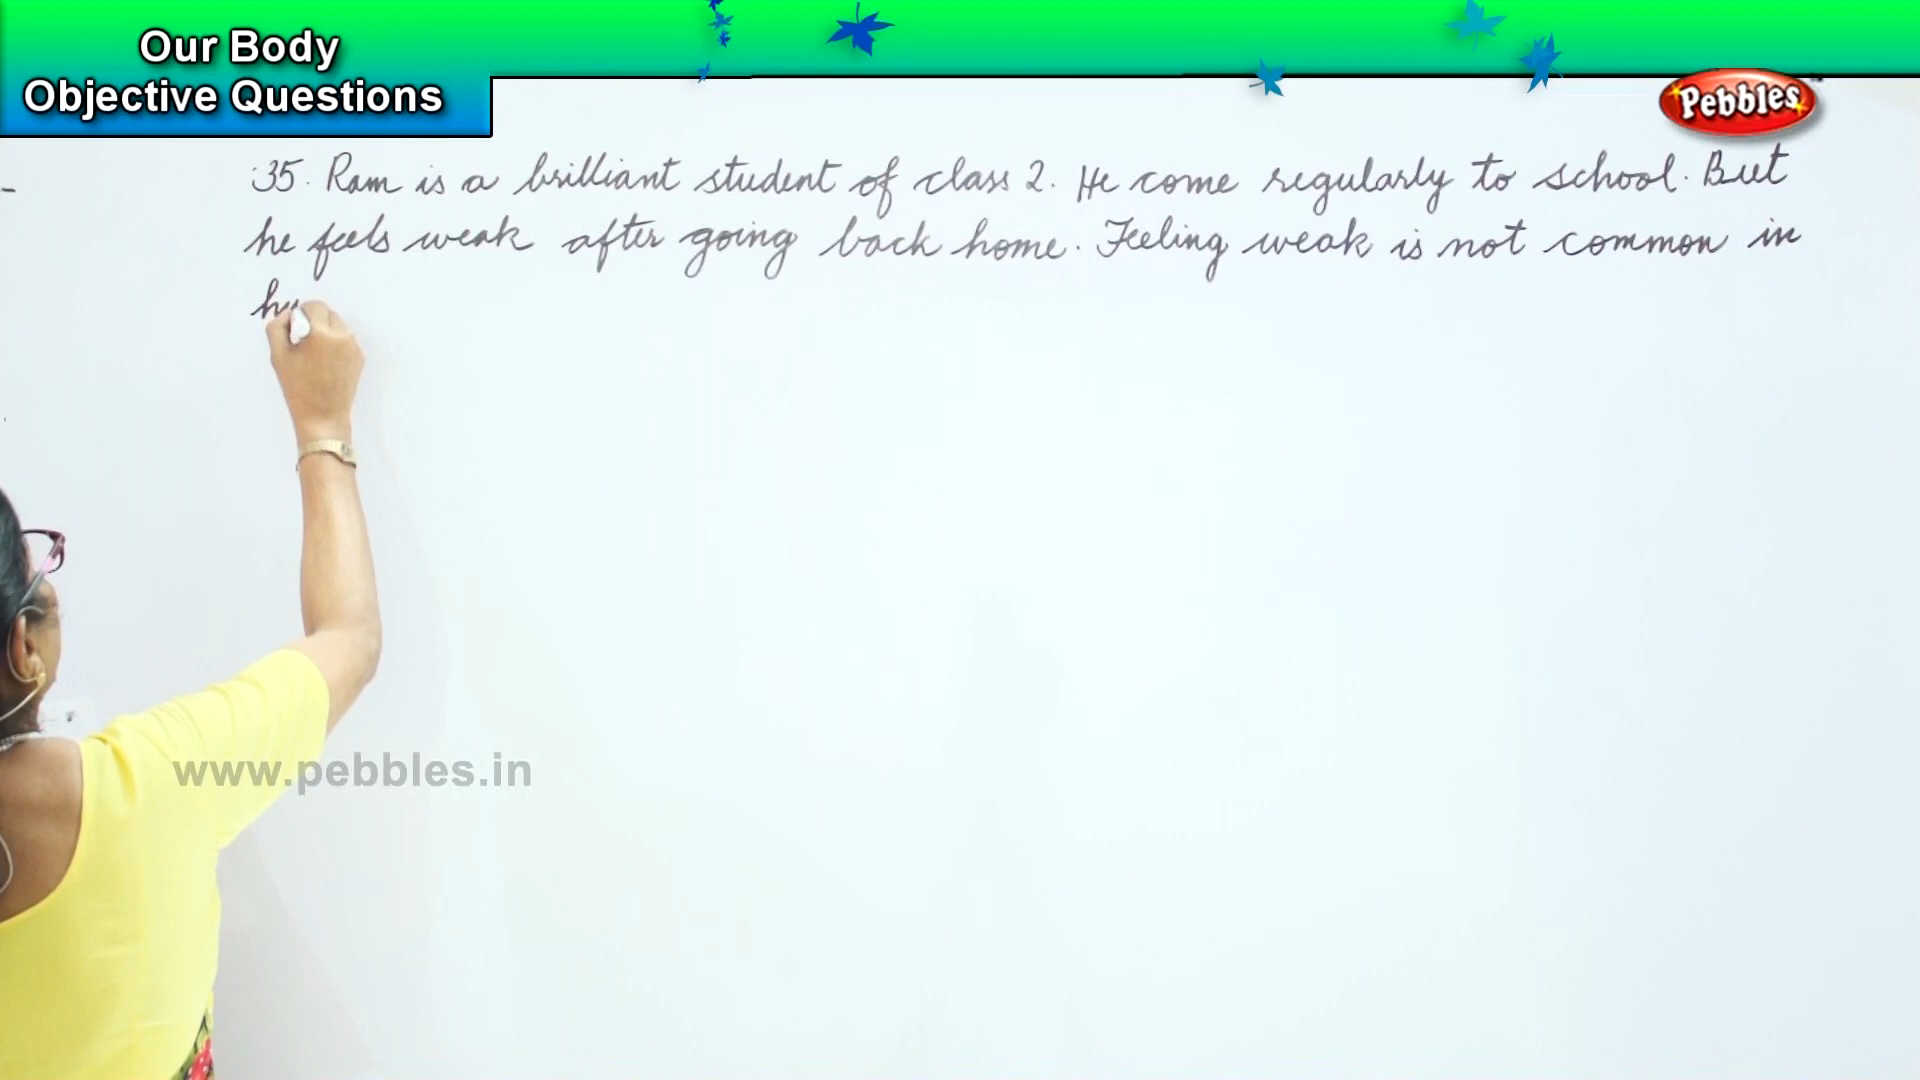 Our Body
Objective Questions
Pebbles
35. Ram is a brilliant student of class 2. He come regularly to school. But
he feels weak after going back home. Feeling weak is not common in
www.pebbles.in